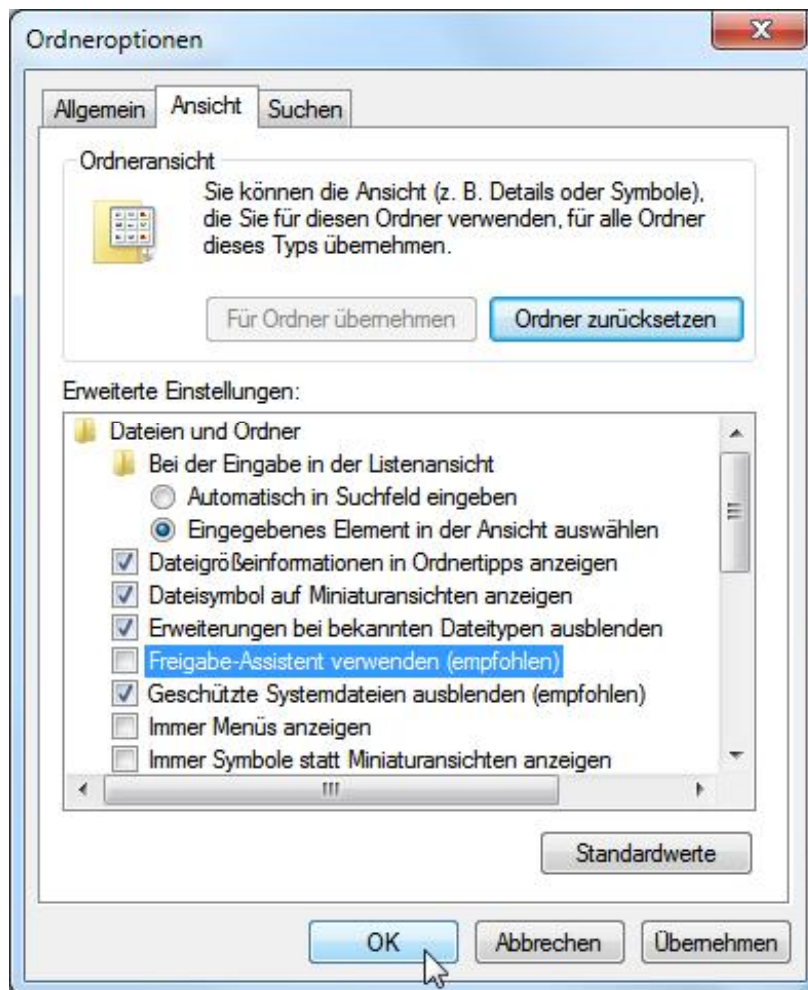 Ordneroptionen
Allgemein Ansicht Suchen
Ordneransicht
Sie können die Ansicht (z. B. Details oder Symbole),
die Sie für diesen Ordner verwenden, für alle Ordner
dieses Typs übernehmen.
Für Ordner übernehmen Ordner zurücksetzen
Erweiterte Einstellungen:
Dateien und Ordner
Bei der Eingabe in der Listenansicht
Automatisch in Suchfeld eingeben
Eingegebenes Element in der Ansicht auswählen
Dateigrößeinformationen in Ordnertipps anzeigen
Dateisymbol auf Miniaturansichten anzeigen
Erweiterungen bei bekannten Dateitypen ausblenden
Freigabe-Assistent verwenden (empfohlen)
Geschützte Systemdateien ausblenden (empfohlen)
Immer Menüs anzeigen
Immer Symbole statt Miniaturansichten anzeigen
Standardwerte
OK Abbrechen Übernehmen